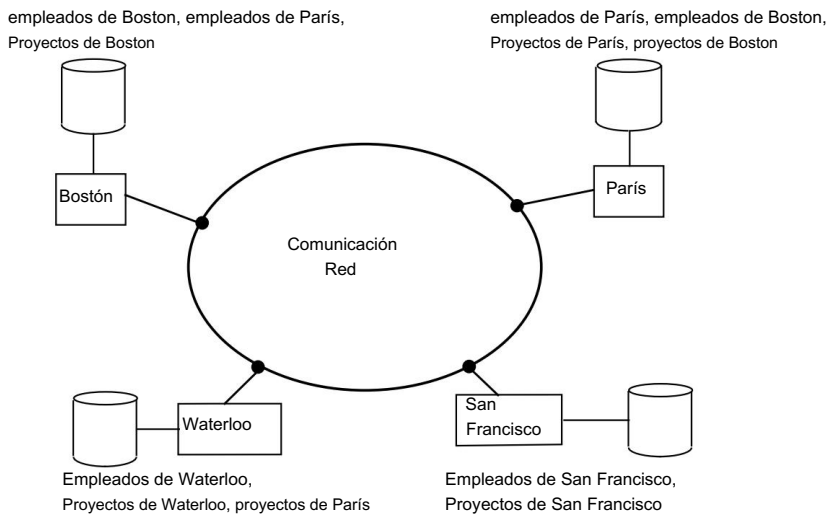 empleados de Boston, empleados de París,
Proyectos de Boston
empleados de París, empleados de Boston,
Proyectos de París, proyectos de Boston
Bostón
París
Comunicación
Red
Waterloo
San
Francisco
Empleados de Waterloo,
Proyectos de Waterloo, proyectos de París
Empleados de San Francisco,
Proyectos de San Francisco